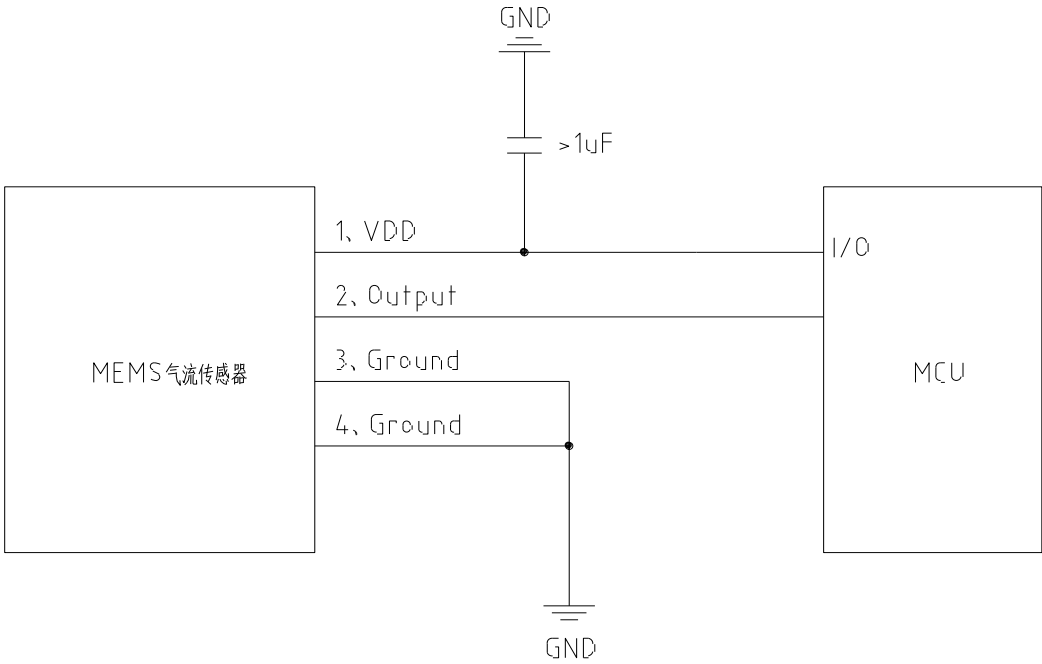 GND
>1uF
1、VDD
I/O
2、Output
3、Ground
MEMS气流传感器
MCU
4、Ground
GND